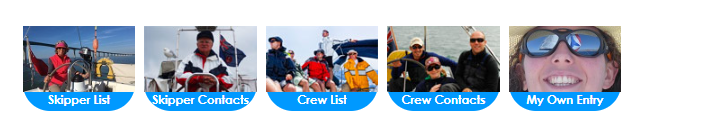 Skipper List
Skipper Contacts
Crew List
Crew Contacts
My Own Entry